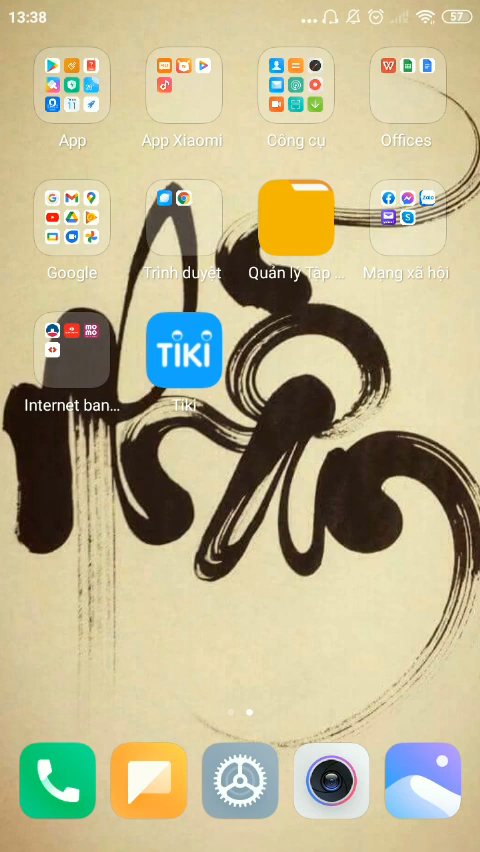 13:38
57
App
App Xiaomi
Công cụ
Offices
Google
Trình duyệt
Quản lý Tập ...
Mạng xã hội
TiKi
Internet ban...
Tiki